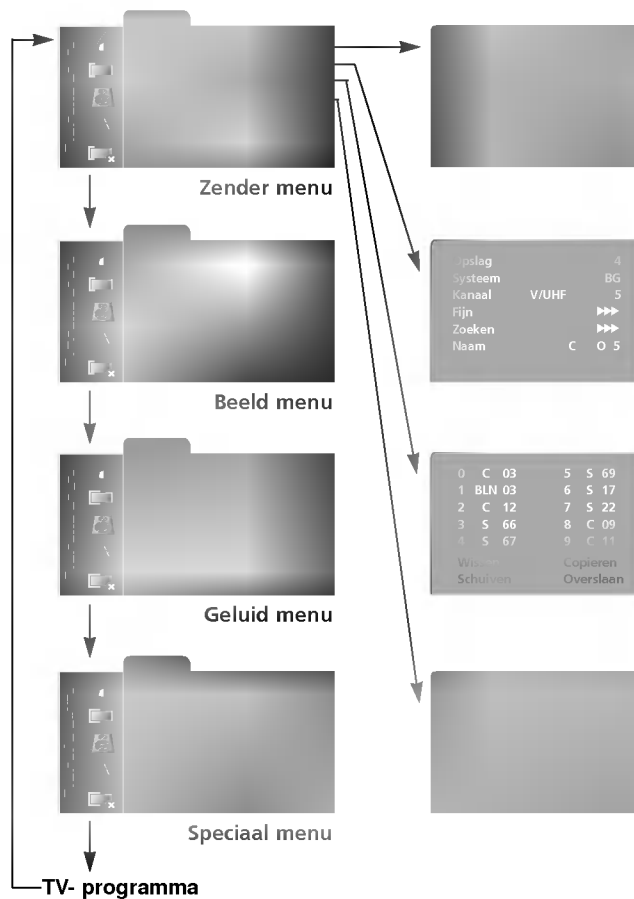 Zender menu
Opslag 4
Systeem BG
Kanaal V/UHF 5
Fijn
Zoeken
Naam C O 5
Beeld menu
0 C 03 5 S 69
1 BLN 03 6 S 17
2 C 12 7 S 22
3 S 66 8 C 09
4 S 67 9 C 11
Wissen Copieren
Schuiven Overslaan
Geluid menu
Speciaal menu
TV- programma